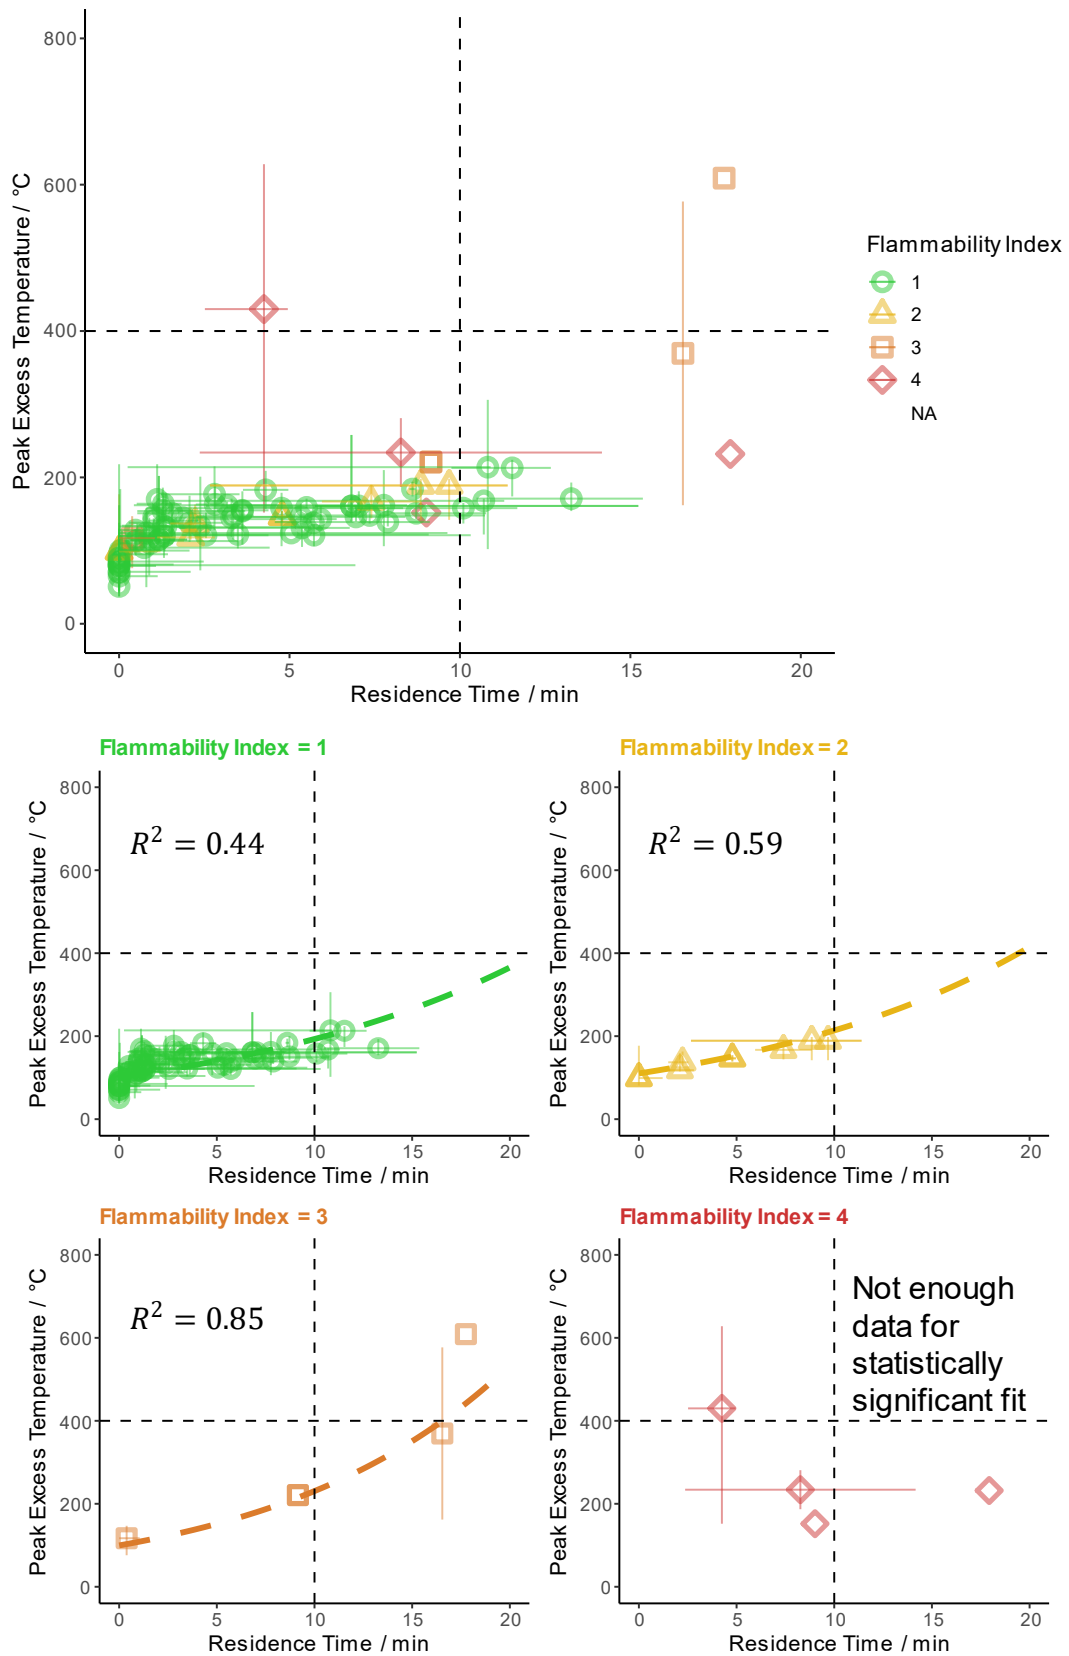 800
600
400
200
0
Peak Excess Temperature / °C
0 5 10 15 20
Residence Time / min
Flammability Index
1
2
3
4
NA
Flammability Index = 1
800
600
400
200
0
Peak Excess Temperature / °C
R² = 0.44
0 5 10 15 20
Residence Time / min
Flammability Index = 2
800
600
400
200
0
Peak Excess Temperature / °C
R² = 0.59
0 5 10 15 20
Residence Time / min
Flammability Index = 3
800
600
400
200
0
Peak Excess Temperature / °C
R² = 0.85
0 5 10 15 20
Residence Time / min
Flammability Index = 4
800
600
400
200
0
Peak Excess Temperature / °C
Not enough
data for
statistically
significant fit
0 5 10 15 20
Residence Time / min